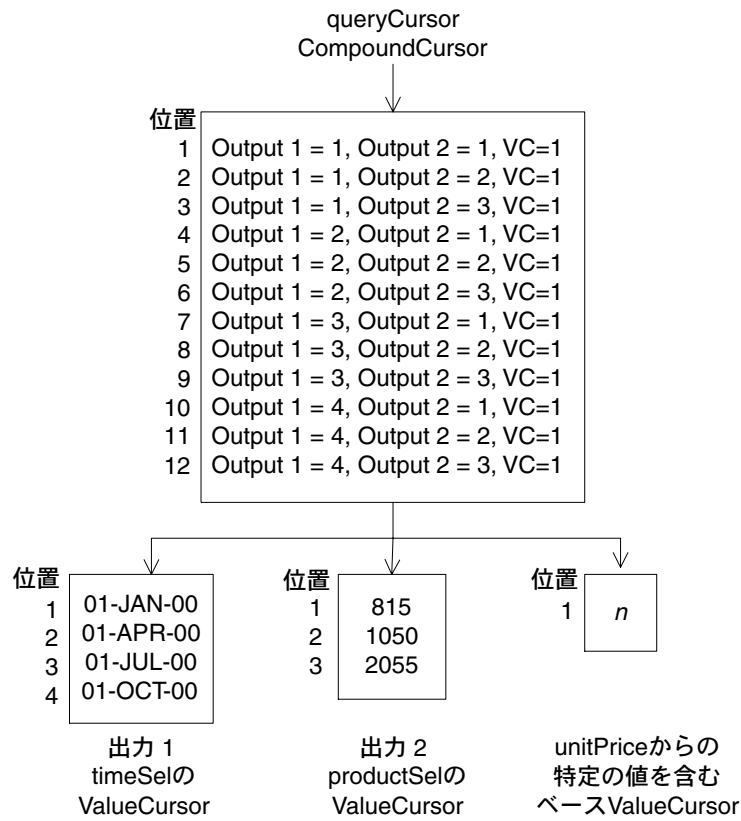 queryCursor
CompoundCursor
位置
1 Output 1 = 1, Output 2 = 1, VC=1
2 Output 1 = 1, Output 2 = 2, VC=1
3 Output 1 = 1, Output 2 = 3, VC=1
4 Output 1 = 2, Output 2 = 1, VC=1
5 Output 1 = 2, Output 2 = 2, VC=1
6 Output 1 = 2, Output 2 = 3, VC=1
7 Output 1 = 3, Output 2 = 1, VC=1
8 Output 1 = 3, Output 2 = 2, VC=1
9 Output 1 = 3, Output 2 = 3, VC=1
10 Output 1 = 4, Output 2 = 1, VC=1
11 Output 1 = 4, Output 2 = 2, VC=1
12 Output 1 = 4, Output 2 = 3, VC=1
位置
1 01-JAN-00
2 01-APR-00
3 01-JUL-00
4 01-OCT-00
出力 1
timeSelの
ValueCursor
位置
1 815
2 1050
3 2055
出力 2
productSelの
ValueCursor
位置
1 n
unitPriceからの
特定の値を含む
ベースValueCursor